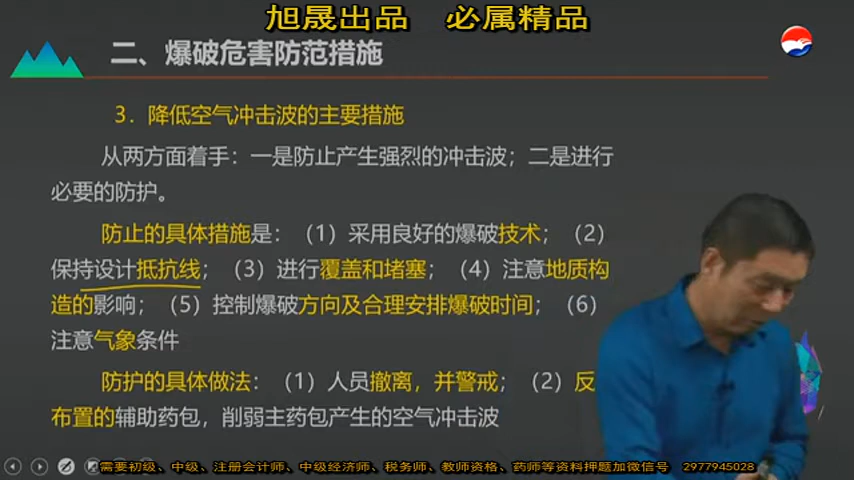 旭晟出品　必属精品
二、爆破危害防范措施
3．降低空气冲击波的主要措施
从两方面着手：一是防止产生强烈的冲击波；二是进行
必要的防护。
防止的具体措施是：（1）采用良好的爆破技术；（2）
保持设计抵抗线；（3）进行覆盖和堵塞；（4）注意地质构
造的影响；（5）控制爆破方向及合理安排爆破时间；（6）
注意气象条件
防护的具体做法：（1）人员撤离，并警戒；（2）反
布置的辅助药包，削弱主药包产生的空气冲击波
需要初级、中级、注册会计师、中级经济师、税务师、教师资格、药师等资料押题加微信号　2977945028